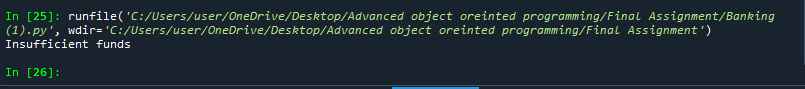 In [25]: runfile('C:/Users/user/OneDrive/Desktop/Advanced object oreinted programming/Final Assignment/Banking
(1).py', wdir='C:/Users/user/OneDrive/Desktop/Advanced object oreinted programming/Final Assignment')
Insufficient funds
In [26]: